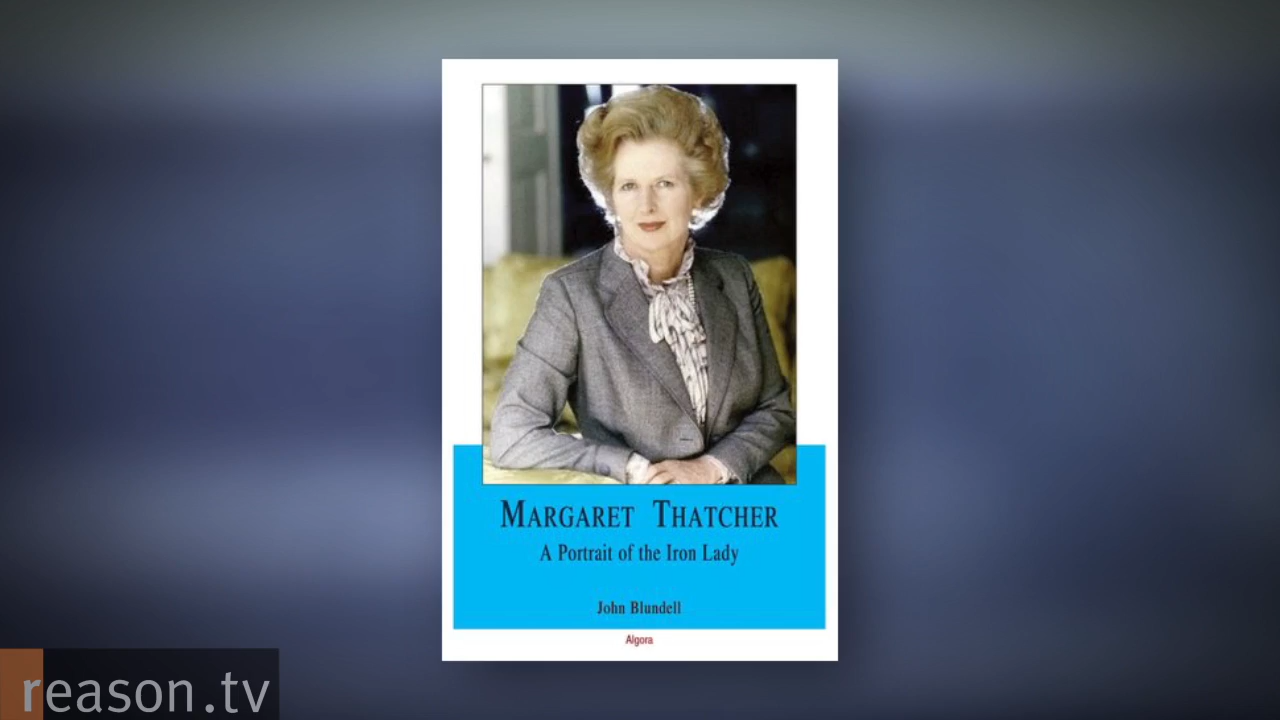 MARGARET THATCHER
A Portrait of the Iron Lady
John Blundell
Algora
reason.tv